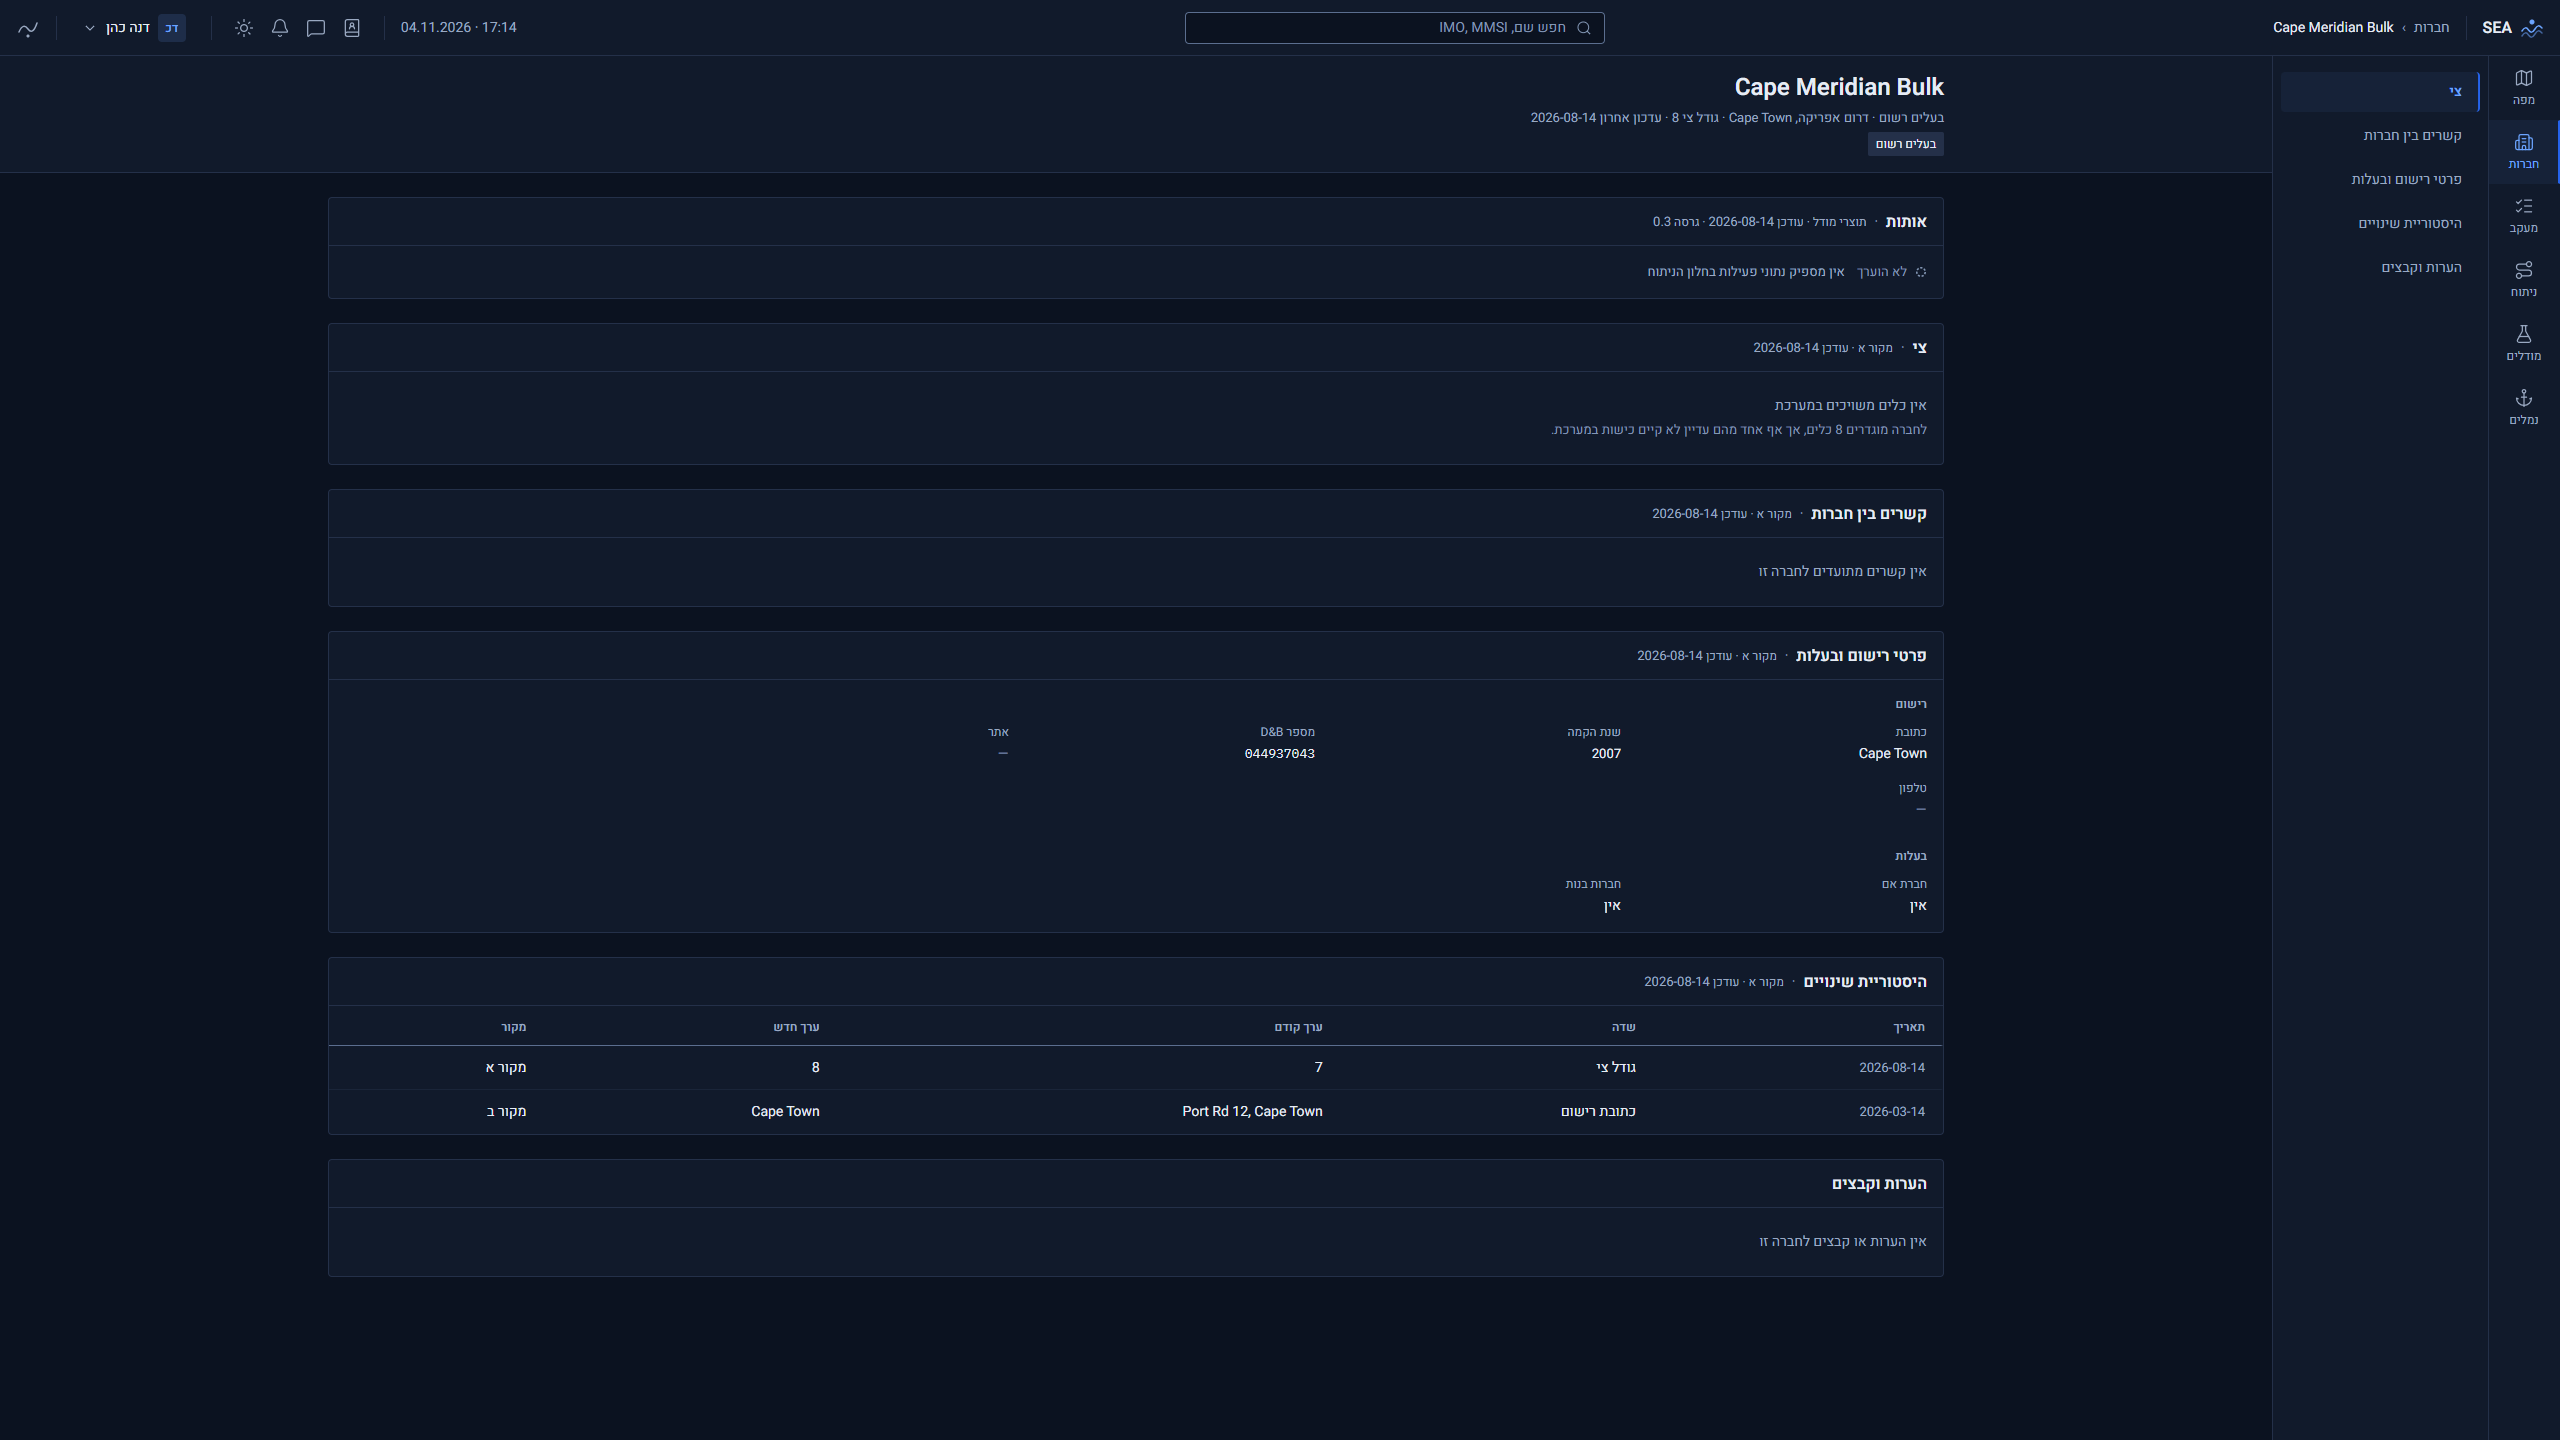 SEA
חברות › Cape Meridian Bulk
חפש שם, IMO, MMSI
04.11.2026 · 17:14
דכ דנה כהן
מפה
חברות
מעקב
ניתוח
מודלים
נמלים
צי
קשרים בין חברות
פרטי רישום ובעלות
היסטוריית שינויים
הערות וקבצים
Cape Meridian Bulk
בעלים רשום · דרום אפריקה, Cape Town · גודל צי 8 · עדכון אחרון 2026-08-14
בעלים רשום
אותות · תוצרי מודל · עודכן 2026-08-14 · גרסה 0.3
לא הוערך אין מספיק נתוני פעילות בחלון הניתוח
צי · מקור א · עודכן 2026-08-14
אין כלים משויכים במערכת
לחברה מוגדרים 8 כלים, אך אף אחד מהם עדיין לא קיים כישות במערכת.
קשרים בין חברות · מקור א · עודכן 2026-08-14
אין קשרים מתועדים לחברה זו
פרטי רישום ובעלות · מקור א · עודכן 2026-08-14
רישום
כתובת שנת הקמה מספר D&B אתר
Cape Town 2007 044937043 —
טלפון
—
בעלות
חברת אם חברות בנות
אין אין
היסטוריית שינויים · מקור א · עודכן 2026-08-14
תאריך שדה ערך קודם ערך חדש מקור
2026-08-14 גודל צי 7 8 מקור א
2026-03-14 כתובת רישום Port Rd 12, Cape Town Cape Town מקור ב
הערות וקבצים
אין הערות או קבצים לחברה זו